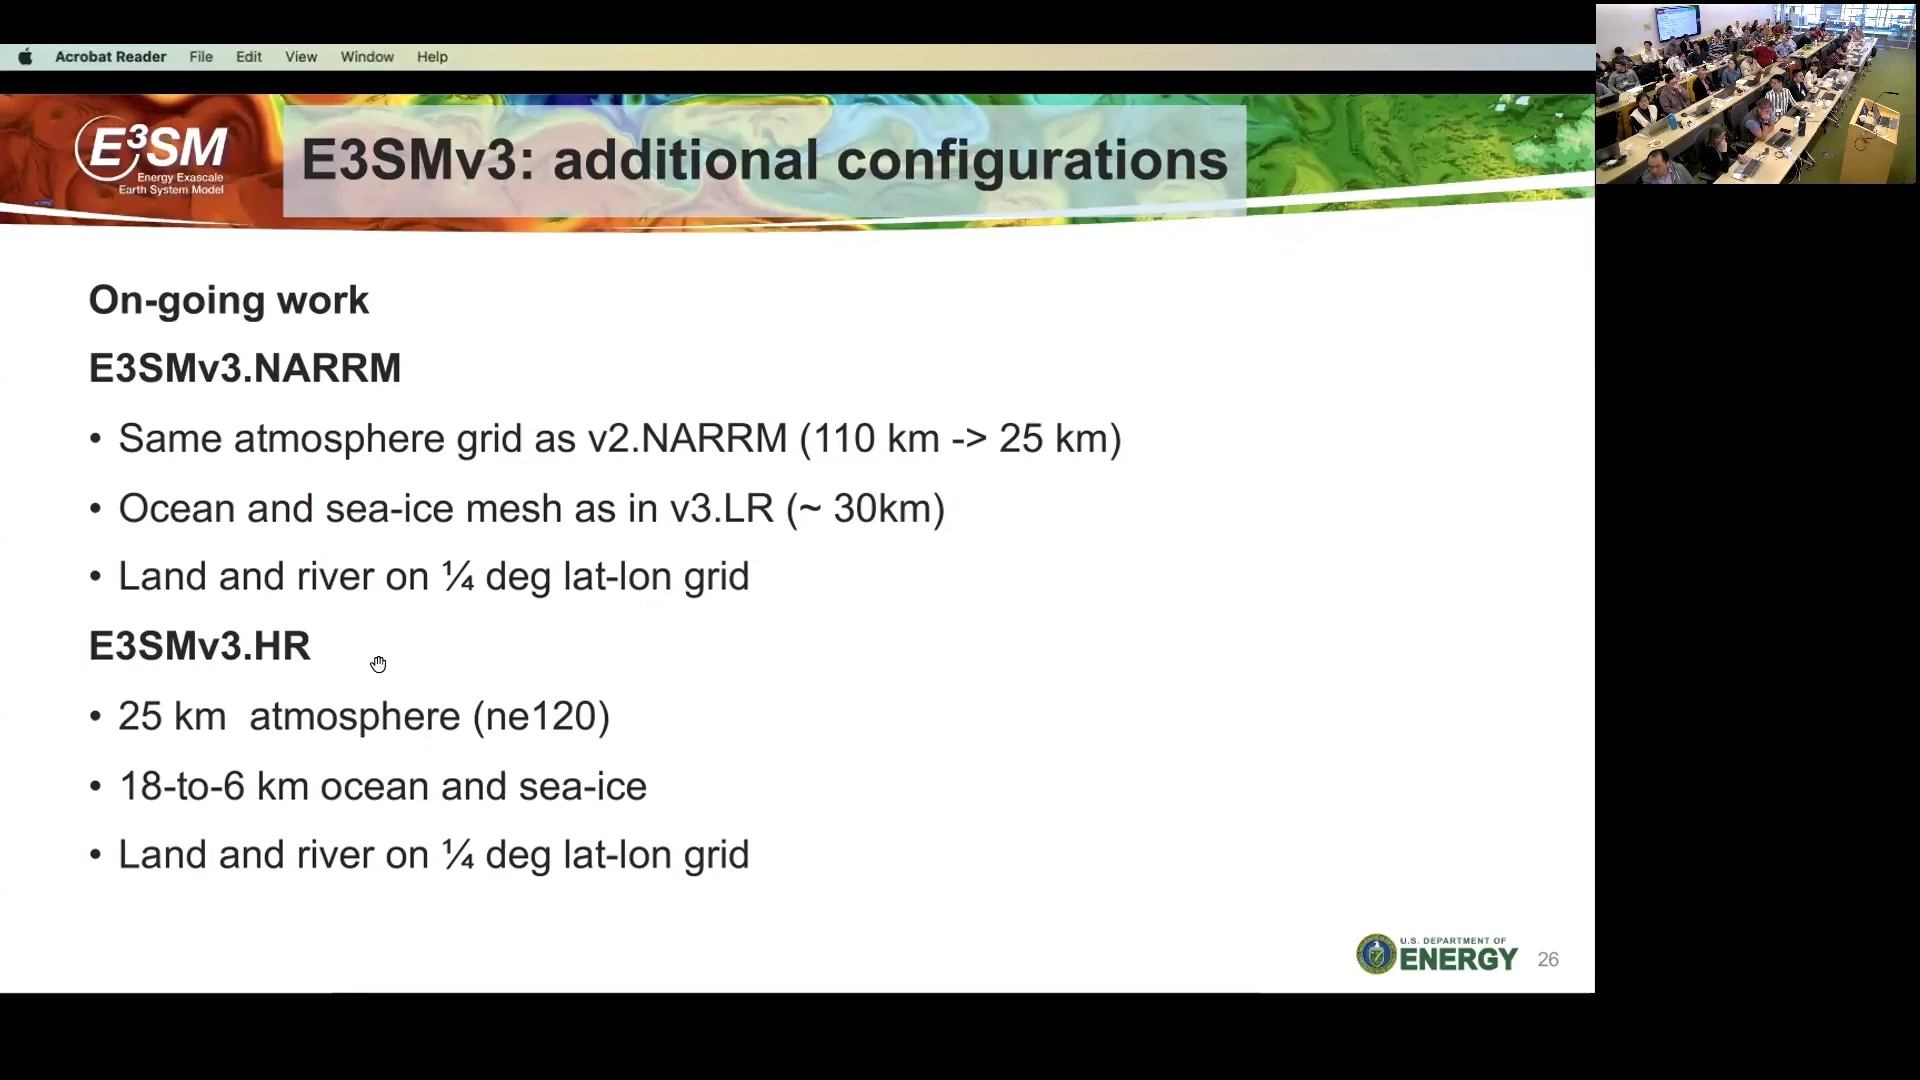 Acrobat Reader File Edit View Window Help
E3SM
Energy Exascale
Earth System Model
E3SMv3: additional configurations
On-going work
E3SMv3.NARRM
• Same atmosphere grid as v2.NARRM (110 km -> 25 km)
• Ocean and sea-ice mesh as in v3.LR (~ 30km)
• Land and river on ¼ deg lat-lon grid
E3SMv3.HR
• 25 km  atmosphere (ne120)
• 18-to-6 km ocean and sea-ice
• Land and river on ¼ deg lat-lon grid
U.S. DEPARTMENT OF
ENERGY
26